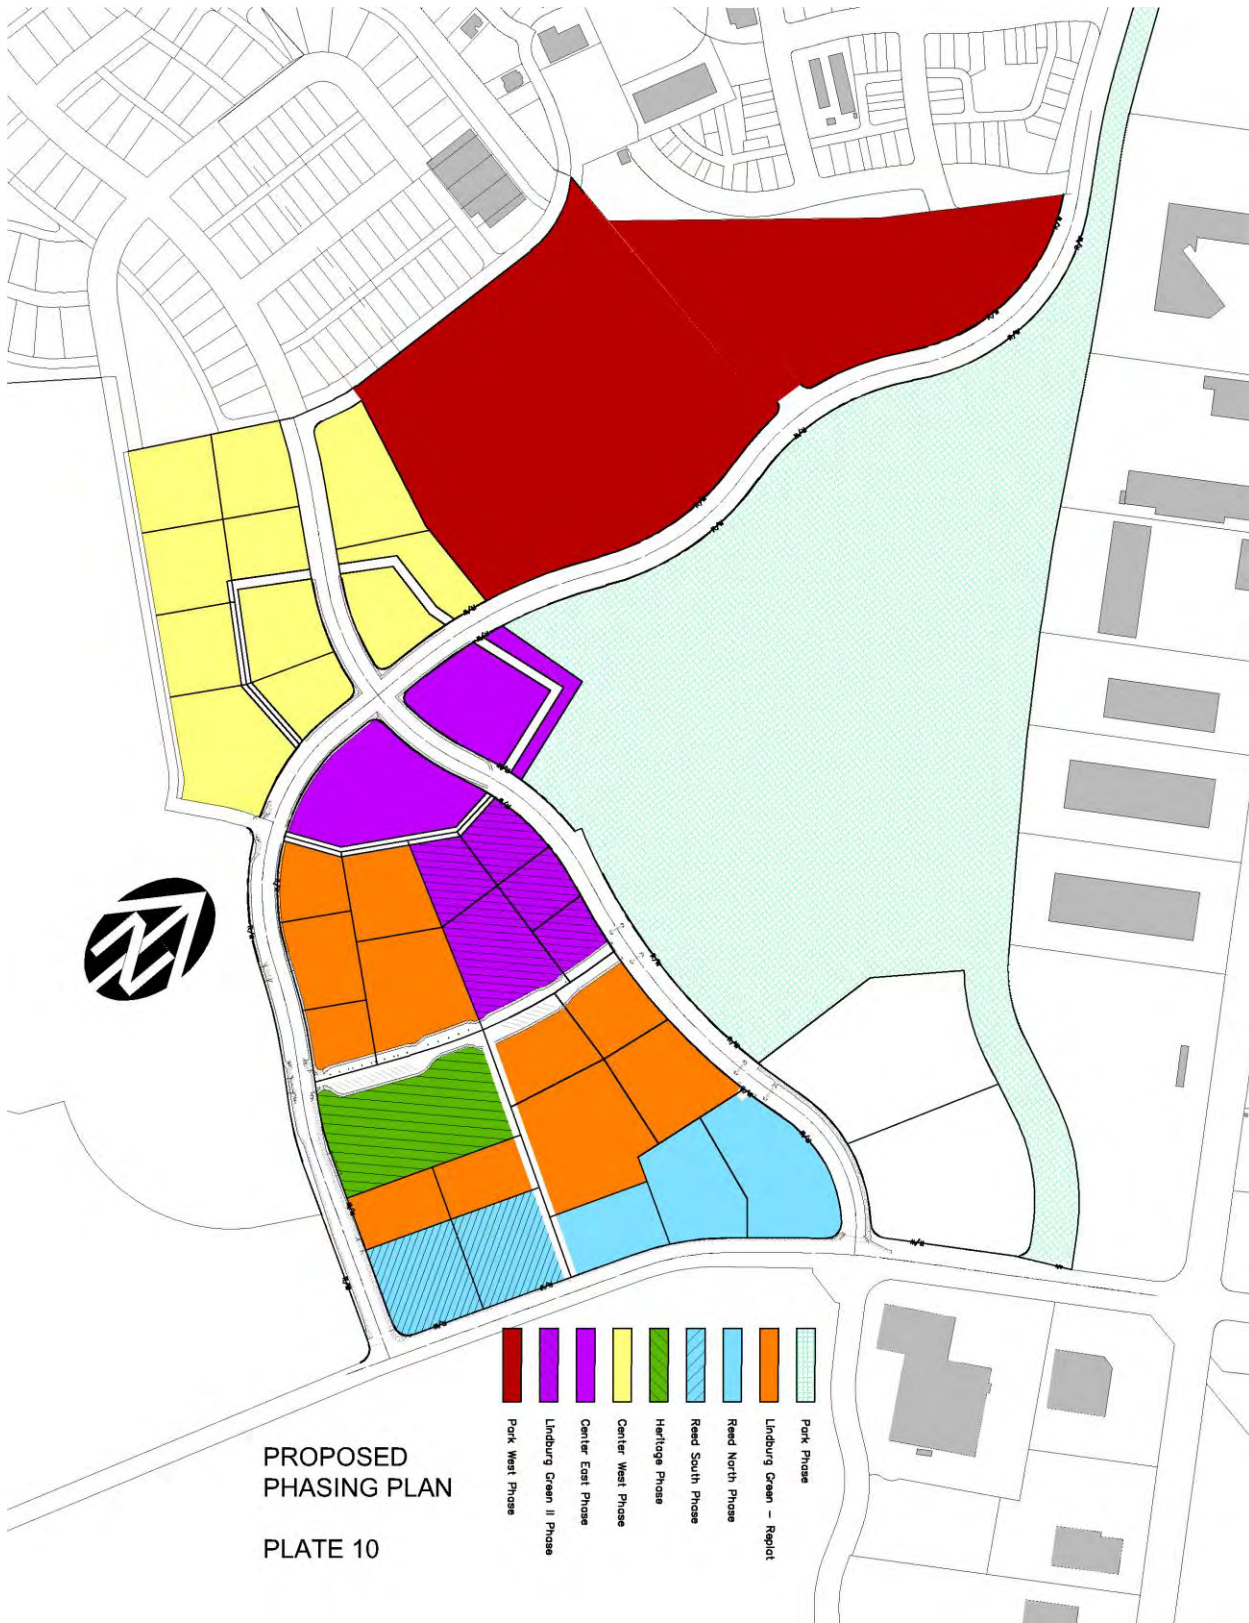 Park Phase
Lindburg Green – Replat
Reed North Phase
Reed South Phase
Heritage Phase
Center West Phase
Center East Phase
Lindburg Green II Phase
Park West Phase
PROPOSED
PHASING PLAN
PLATE 10